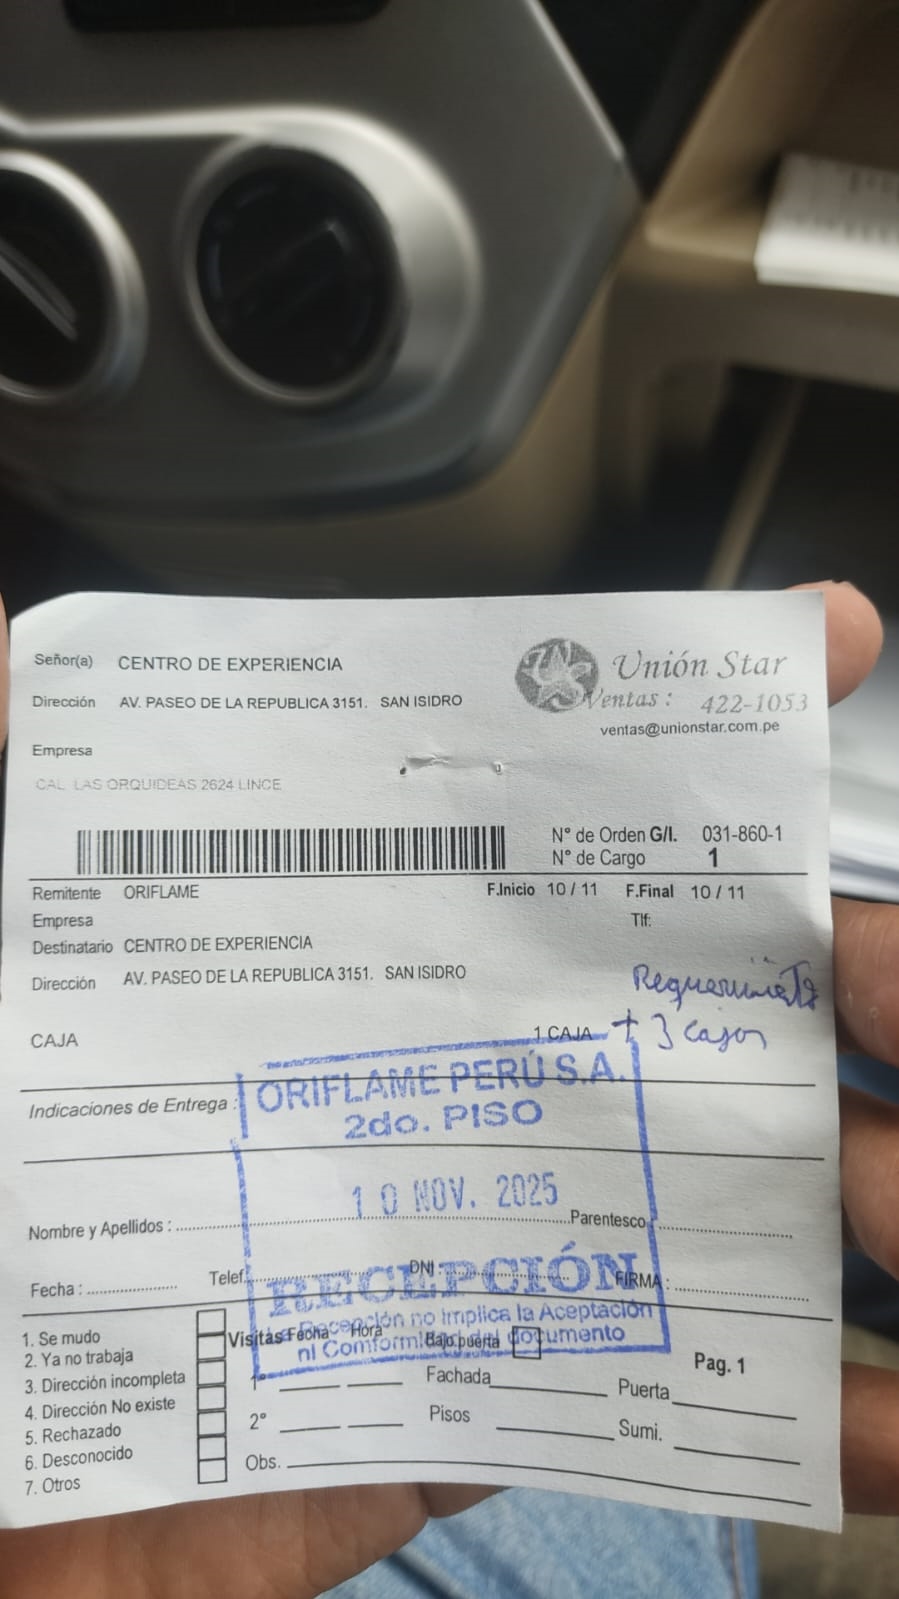 Señor(a) CENTRO DE EXPERIENCIA
Unión Star
Dirección AV. PASEO DE LA REPUBLICA 3151. SAN ISIDRO
Ventas: 422-1053
ventas@unionstar.com.pe
Empresa
CAL LAS ORQUIDEAS 2624 LINCE
N° de Orden G/I. 031-860-1
N° de Cargo 1
Remitente ORIFLAME F.Inicio 10 / 11 F.Final 10 / 11
Empresa Tlf:
Destinatario CENTRO DE EXPERIENCIA
Dirección AV. PASEO DE LA REPUBLICA 3151. SAN ISIDRO
CAJA 1 CAJA + 3 cajas
Indicaciones de Entrega :
ORIFLAME PERÚ S.A.
2do. PISO
10 NOV. 2025
Nombre y Apellidos : Parentesco
RECEPCIÓN
Fecha : Telef. DNI FIRMA :
La Recepción no implica la Aceptación
ni Conformidad documento
1. Se mudo
2. Ya no trabaja
3. Dirección incompleta
4. Dirección No existe
5. Rechazado
6. Desconocido
7. Otros
Visitas Fecha Hora Bajo puerta
Pag. 1
1° Fachada Puerta
2° Pisos Sumi.
Obs.